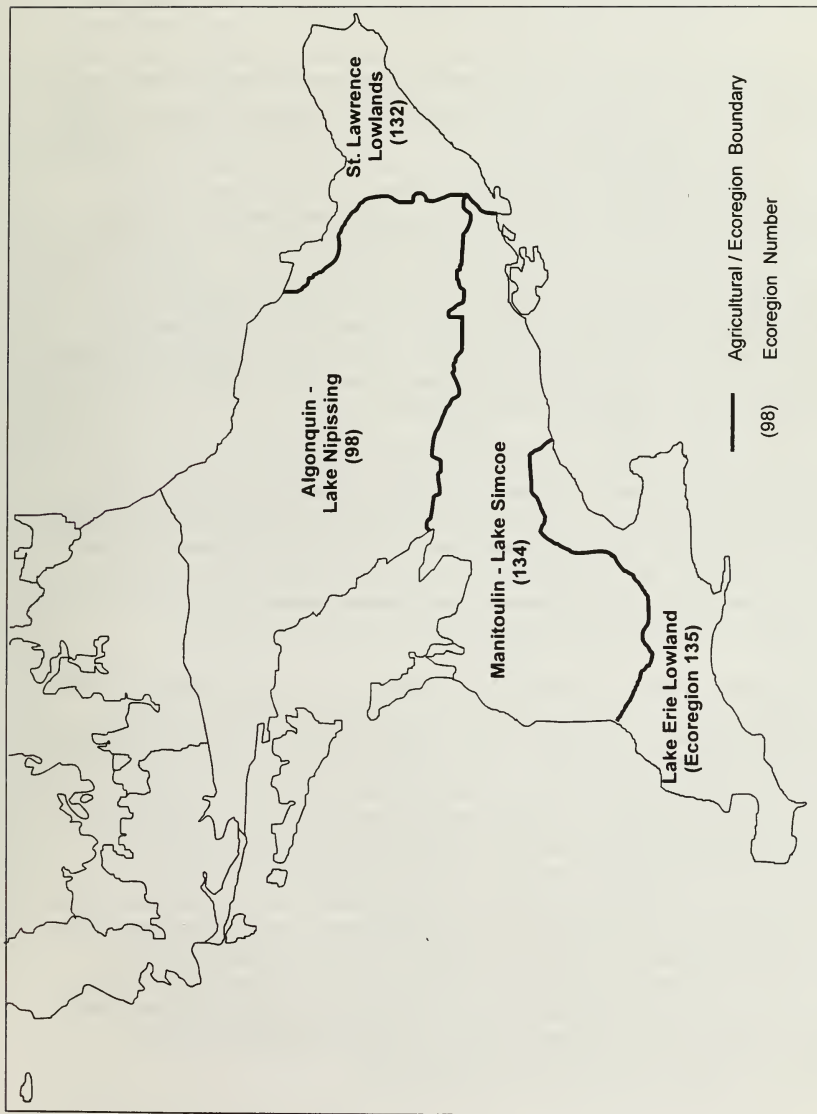 St. Lawrence
Lowlands
(132)
Algonquin -
Lake Nipissing
(98)
Manitoulin - Lake Simcoe
(134)
Lake Erie Lowland
(Ecoregion 135)
Agricultural / Ecoregion Boundary
(98) Ecoregion Number